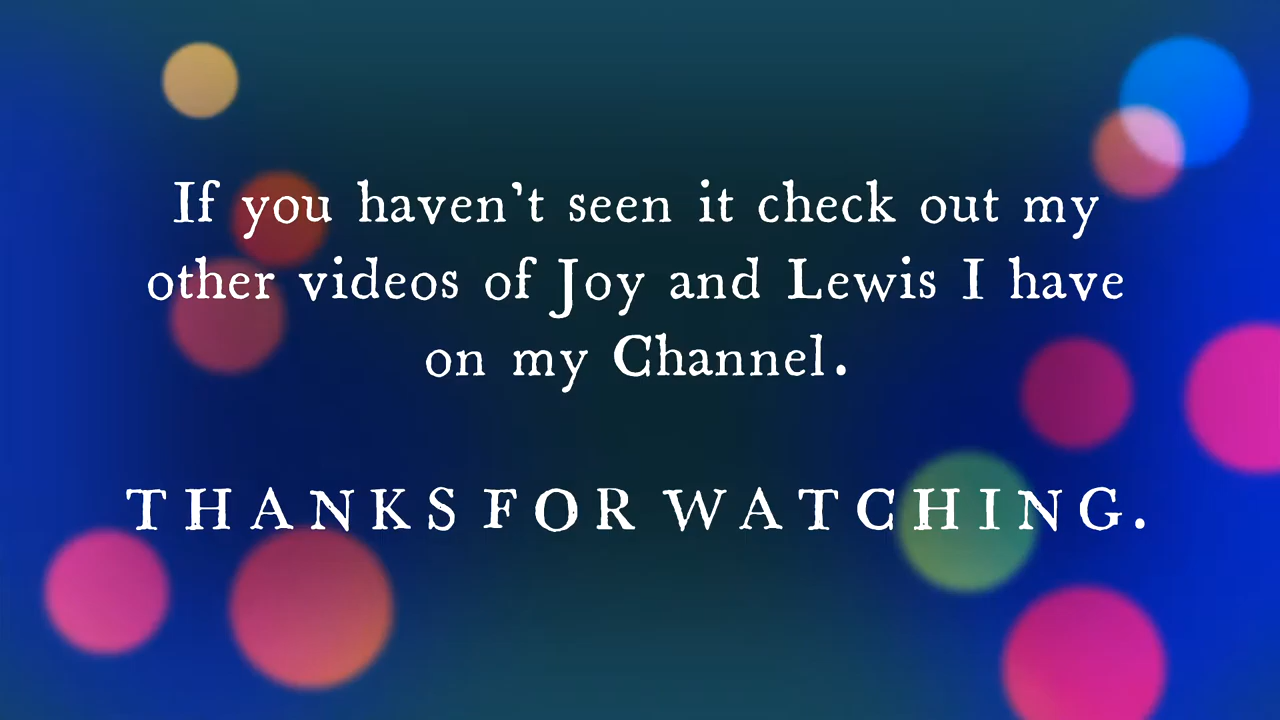 If you haven't seen it check out my
other videos of Joy and Lewis I have
on my Channel.
THANKS FOR WATCHING.